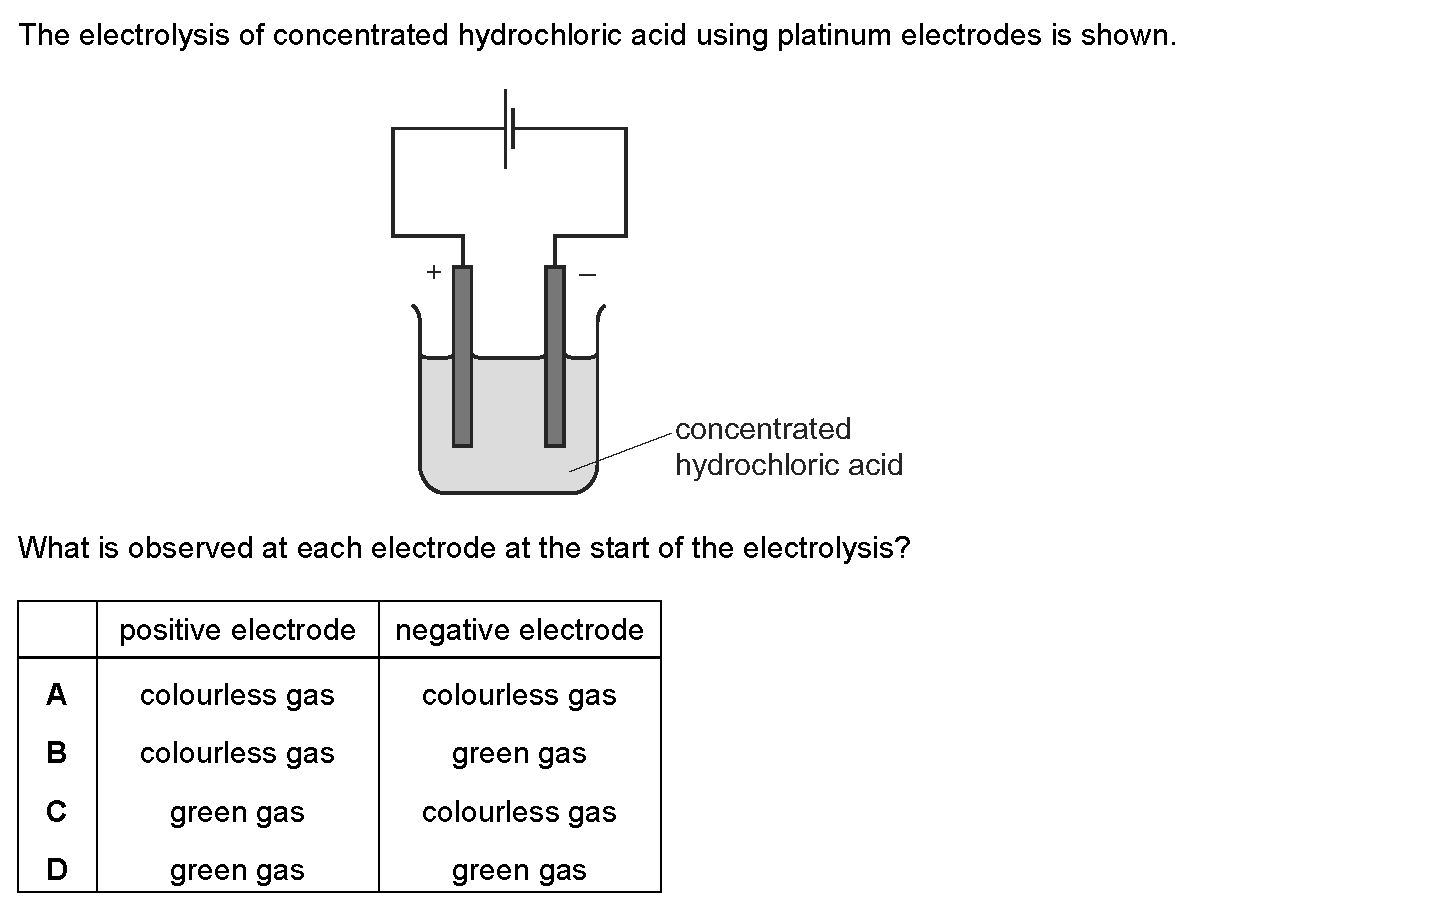 The electrolysis of concentrated hydrochloric acid using platinum electrodes is shown.
+ –
concentrated
hydrochloric acid
What is observed at each electrode at the start of the electrolysis?
positive electrode negative electrode
A colourless gas colourless gas
B colourless gas green gas
C green gas colourless gas
D green gas green gas